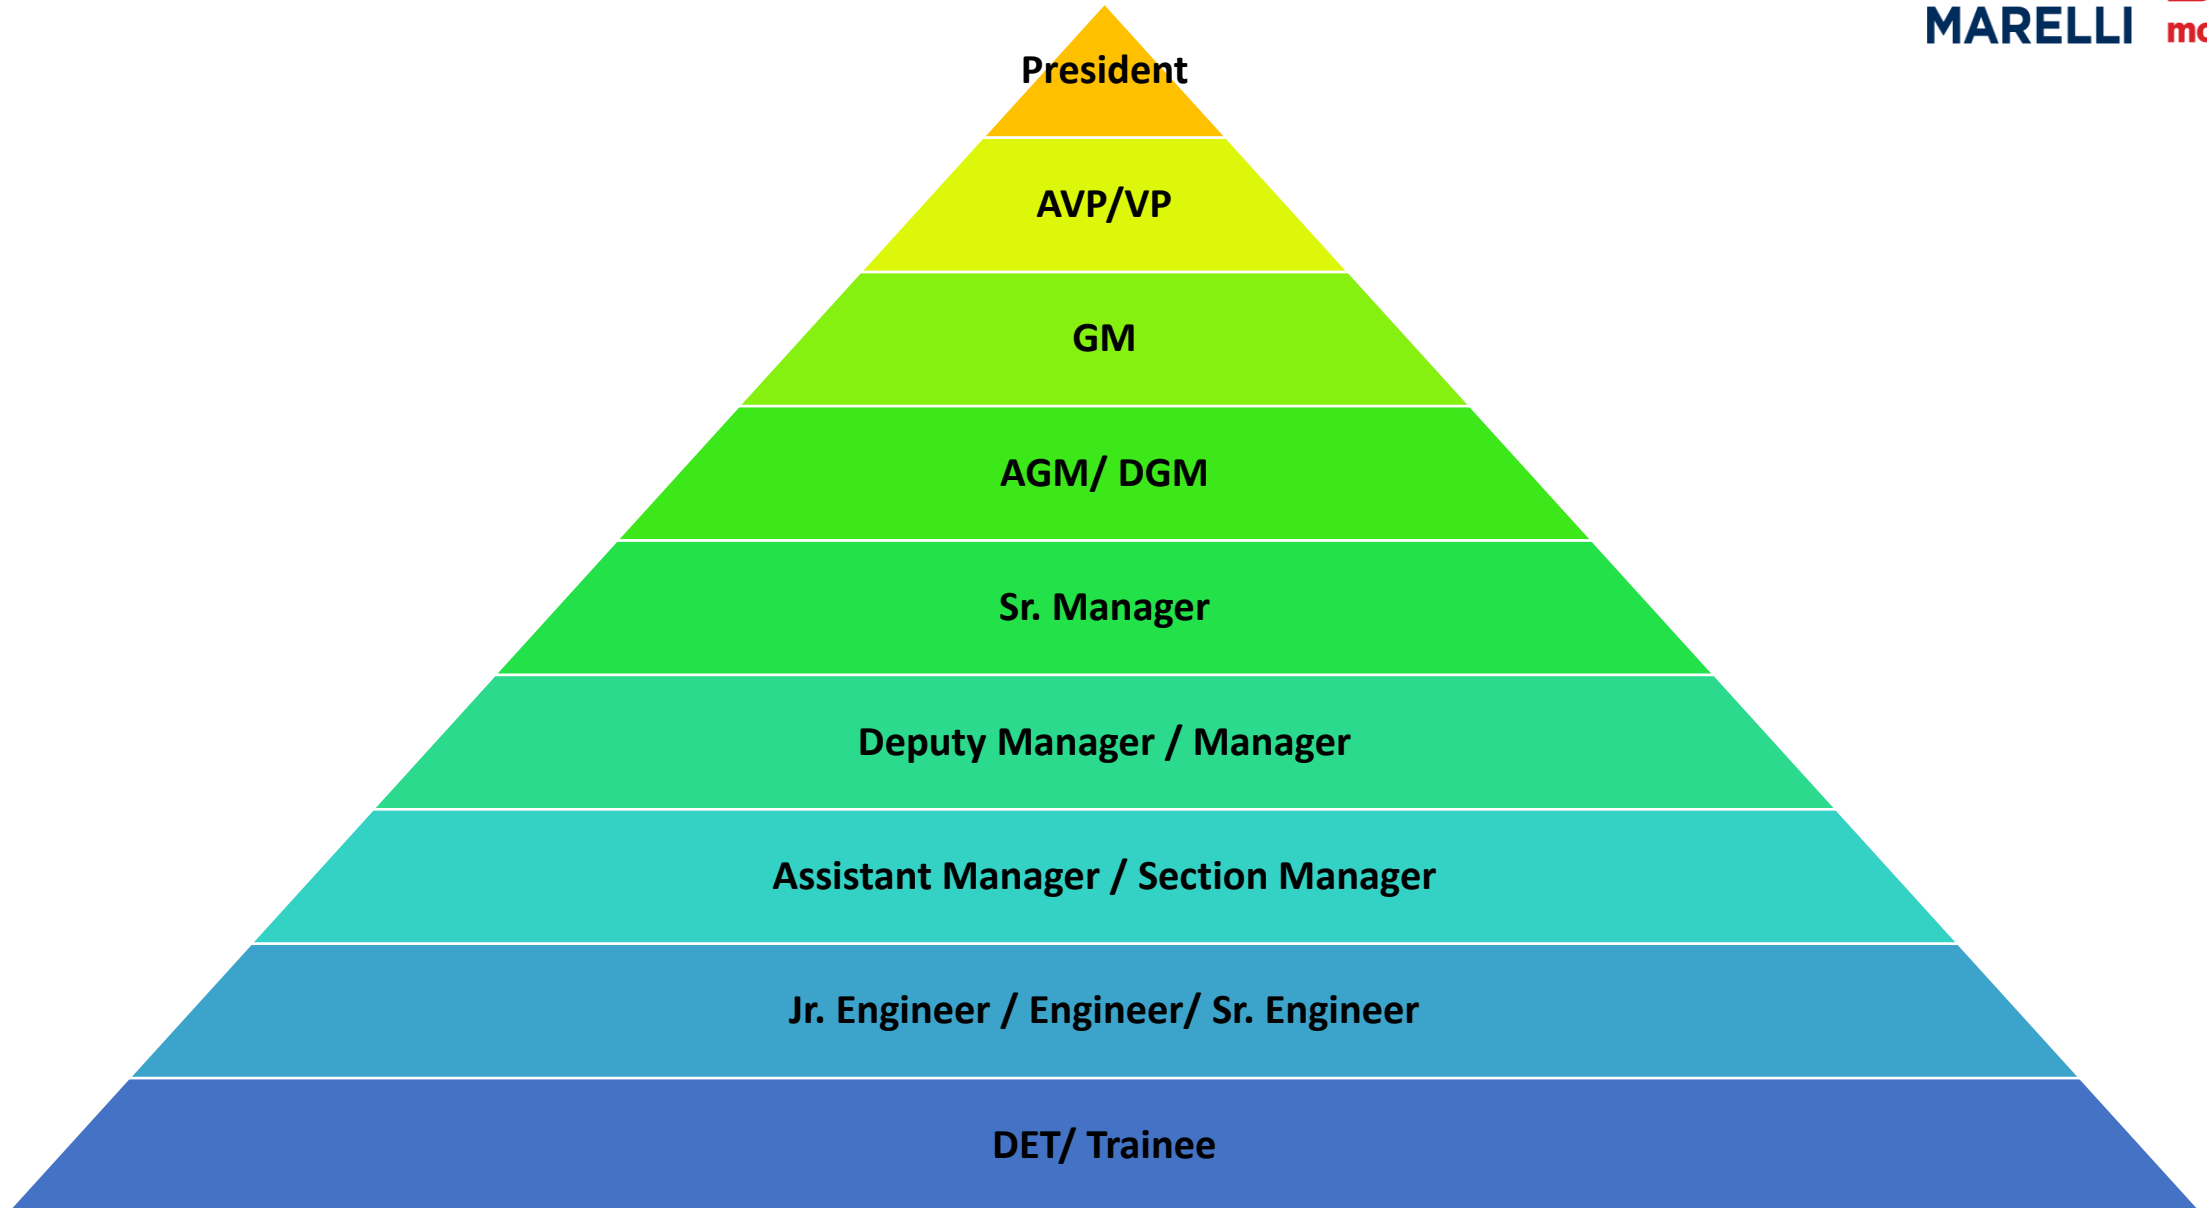 MARELLI
President
AVP/VP
GM
AGM/ DGM
Sr. Manager
Deputy Manager / Manager
Assistant Manager / Section Manager
Jr. Engineer / Engineer/ Sr. Engineer
DET/ Trainee